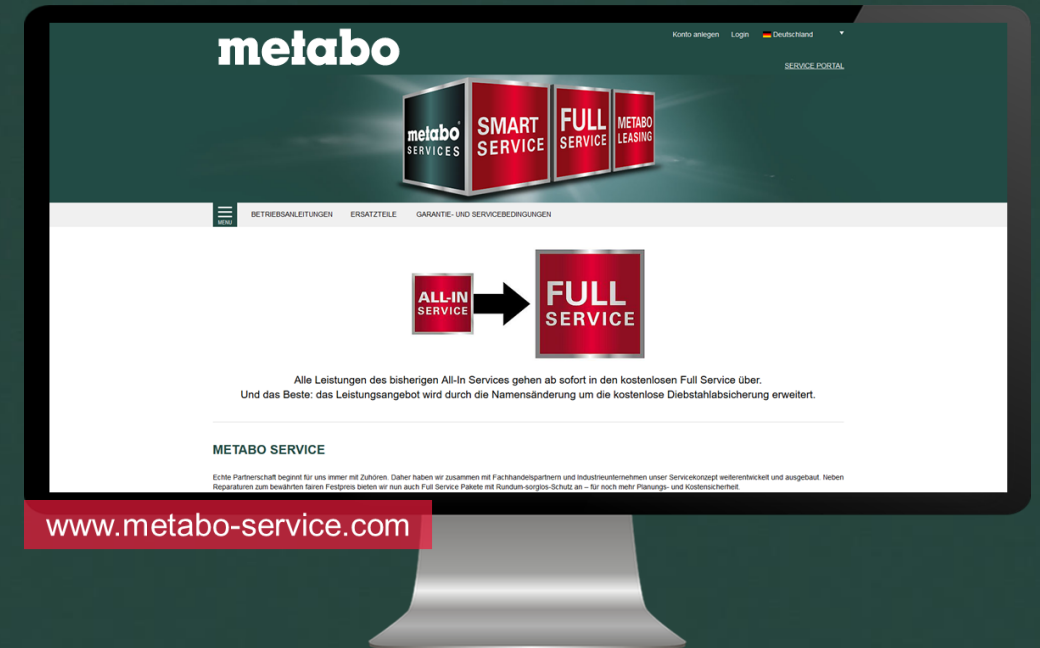 metabo
Konto anlegen Login Deutschland
SERVICE PORTAL
metabo
SERVICES
SMART
SERVICE
FULL
SERVICE
METABO
LEASING
MENU
BETRIEBSANLEITUNGEN ERSATZTEILE GARANTIE- UND SERVICEBEDINGUNGEN
ALL-IN
SERVICE
FULL
SERVICE
Alle Leistungen des bisherigen All-In Services gehen ab sofort in den kostenlosen Full Service über.
Und das Beste: das Leistungsangebot wird durch die Namensänderung um die kostenlose Diebstahlabsicherung erweitert.
METABO SERVICE
Echte Partnerschaft beginnt für uns immer mit Zuhören. Daher haben wir zusammen mit Fachhandelspartnern und Industrieunternehmen unser Servicekonzept weiterentwickelt und ausgebaut. Neben
Reparaturen zum bewährten fairen Festpreis bieten wir nun auch Full Service Pakete mit Rundum-sorglos-Schutz an – für noch mehr Planungs- und Kostensicherheit.
www.metabo-service.com